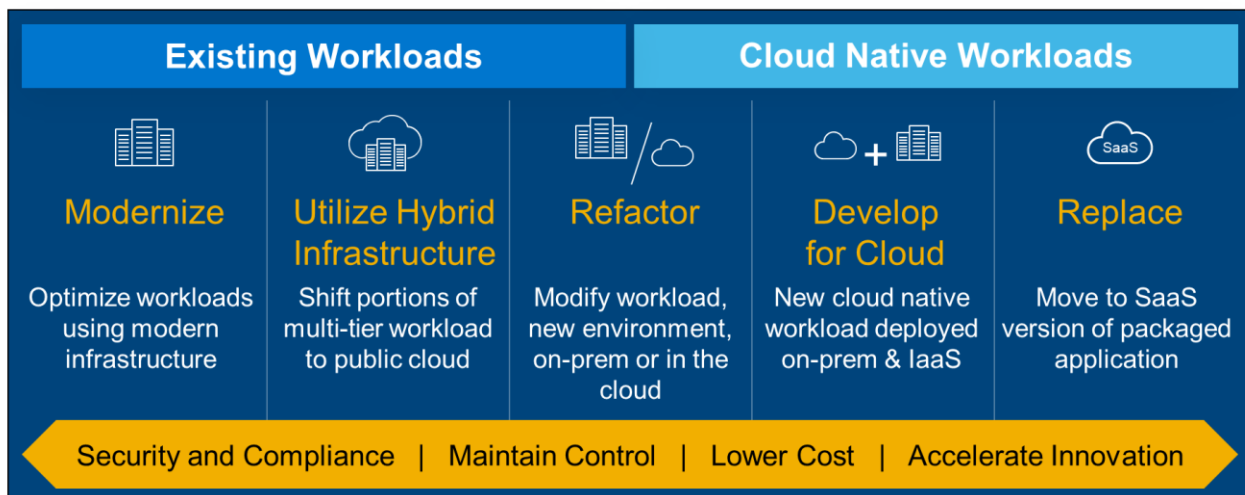 Existing Workloads
Cloud Native Workloads
Modernize
Optimize workloads
using modern
infrastructure
Utilize Hybrid
Infrastructure
Shift portions of
multi-tier workload
to public cloud
Refactor
Modify workload,
new environment,
on-prem or in the
cloud
Develop
for Cloud
New cloud native
workload deployed
on-prem & IaaS
SaaS
Replace
Move to SaaS
version of packaged
application
Security and Compliance | Maintain Control | Lower Cost | Accelerate Innovation